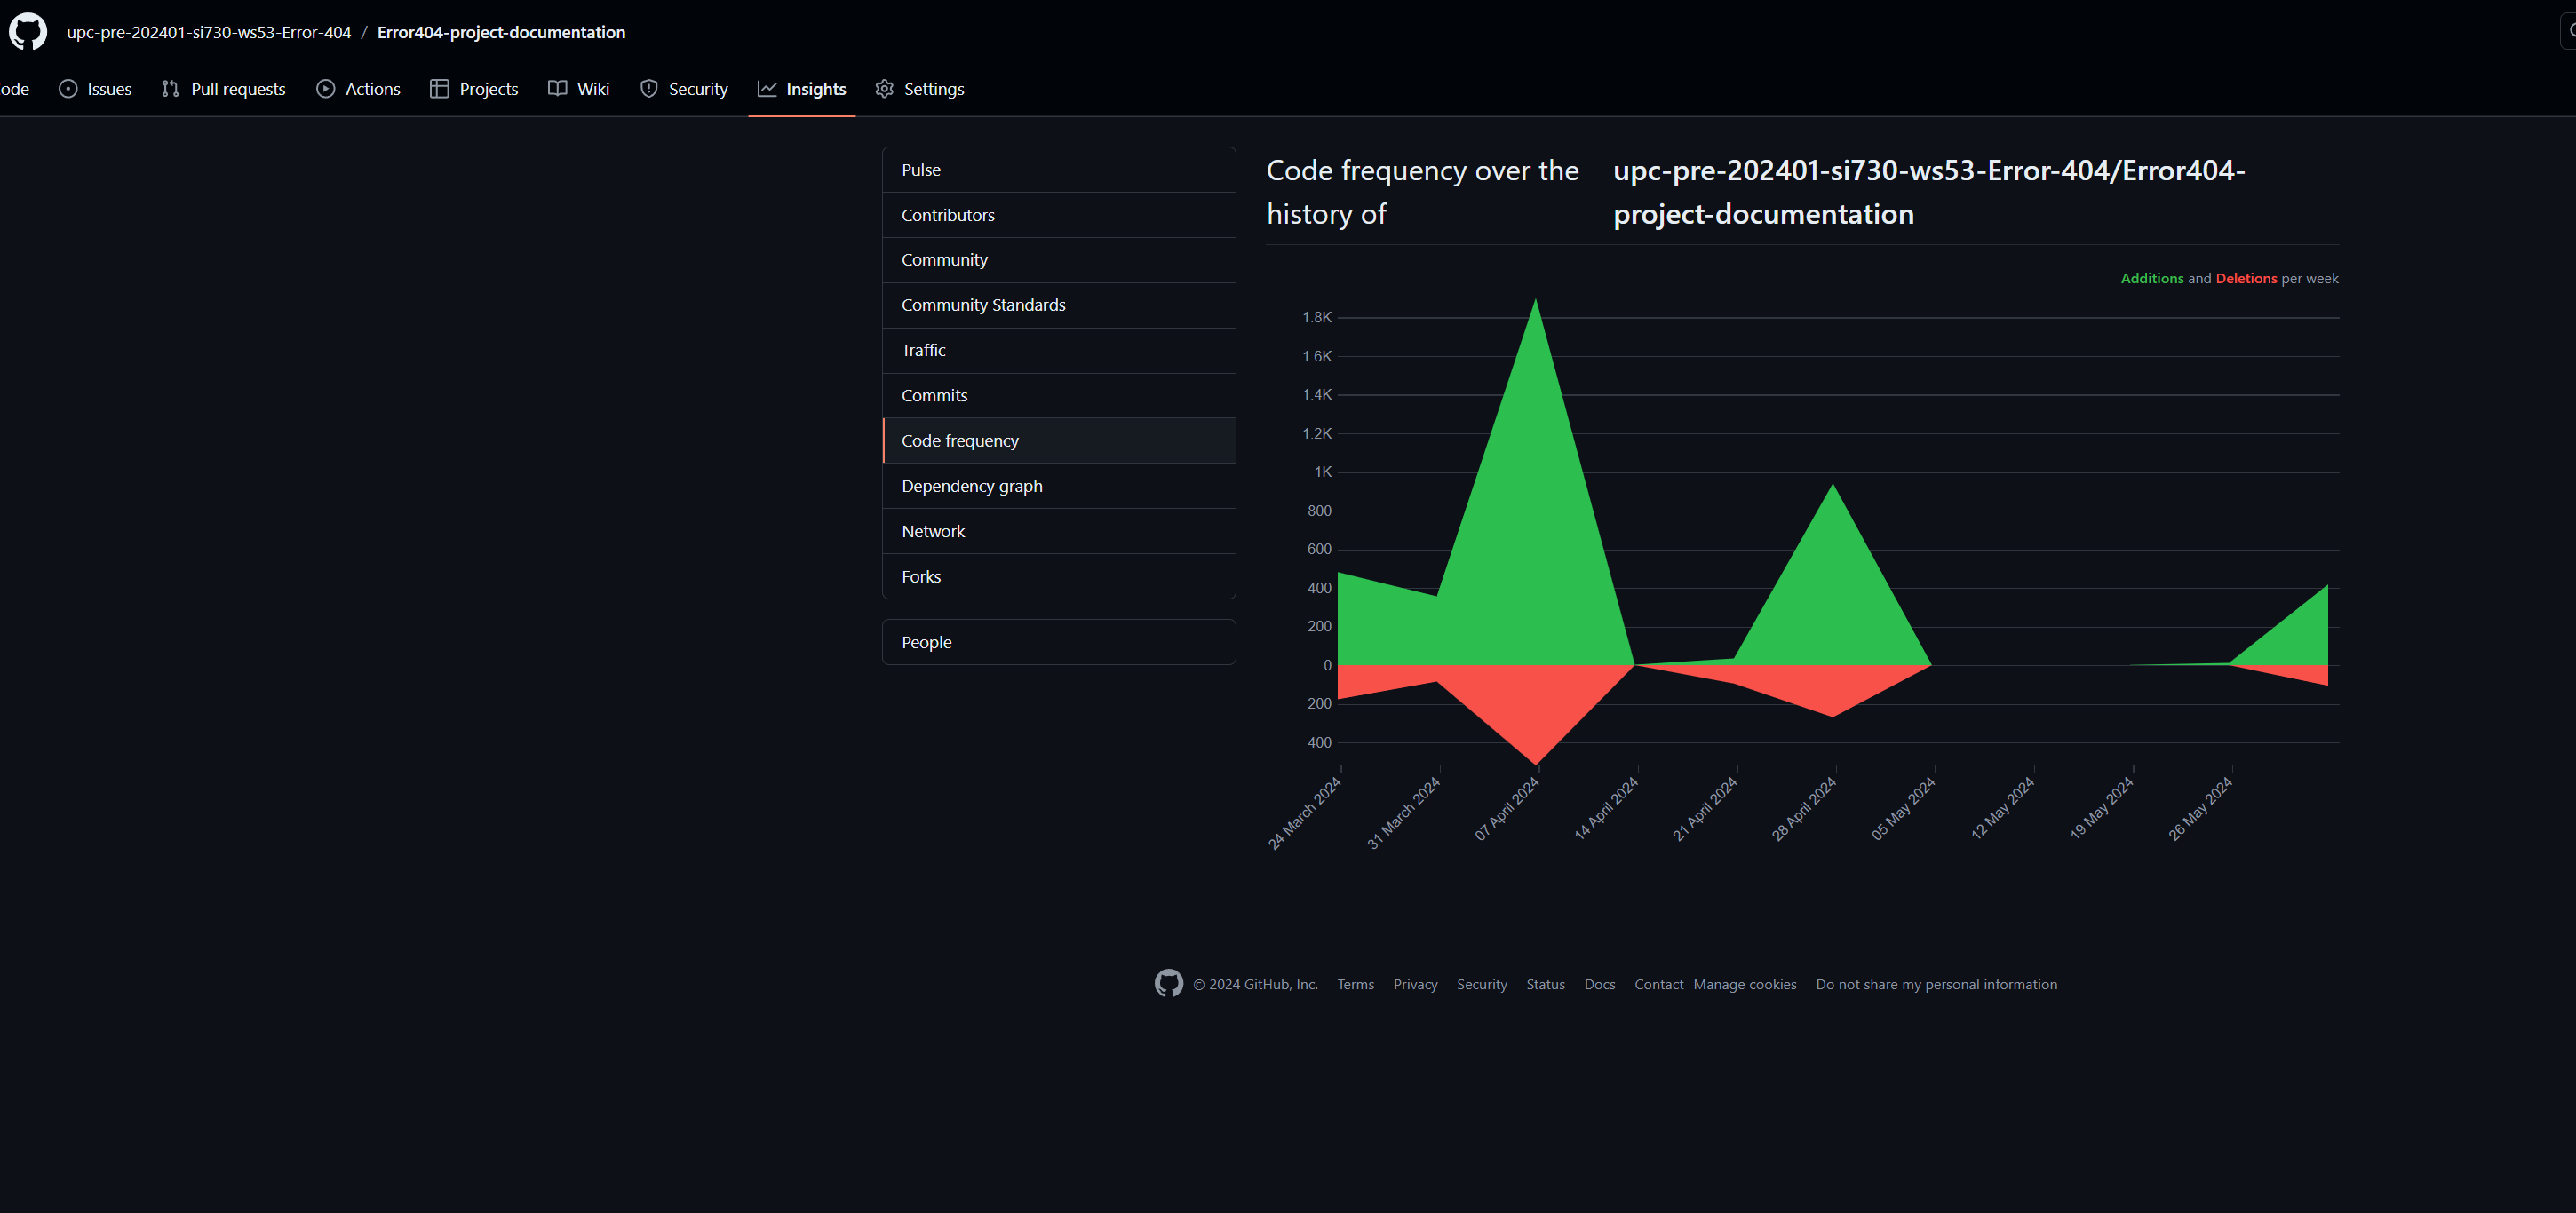 upc-pre-202401-si730-ws53-Error-404 / Error404-project-documentation
ode Issues Pull requests Actions Projects Wiki Security Insights Settings
Pulse
Contributors
Community
Community Standards
Traffic
Commits
Code frequency
Dependency graph
Network
Forks
People
Code frequency over the
history of
upc-pre-202401-si730-ws53-Error-404/Error404-
project-documentation
Additions and Deletions per week
1.8K
1.6K
1.4K
1.2K
1K
800
600
400
200
0
200
400
24 March 2024
31 March 2024
07 April 2024
14 April 2024
21 April 2024
28 April 2024
05 May 2024
12 May 2024
19 May 2024
26 May 2024
© 2024 GitHub, Inc. Terms Privacy Security Status Docs Contact Manage cookies Do not share my personal information